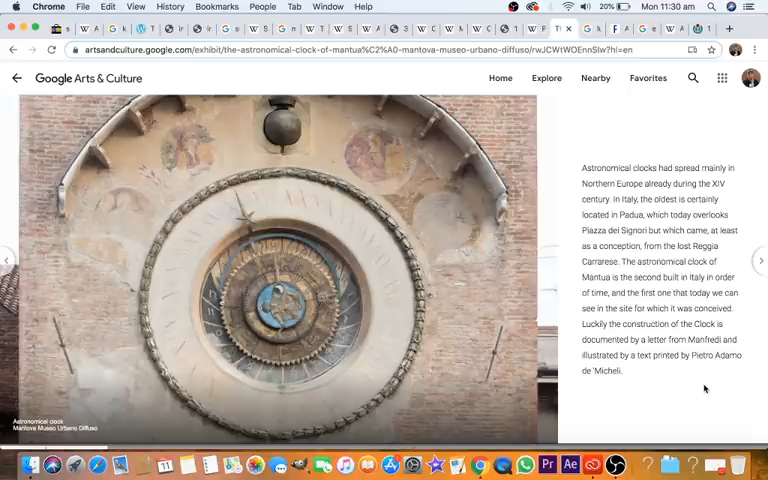 Chrome File Edit View History Bookmarks People Tab Window Help 20% Mon 11:30 am
artsandculture.google.com/exhibit/the-astronomical-clock-of-mantua%C2%A0-mantova-museo-urbano-diffuso/rwJCWtWOEnnSlw?hl=en
Google Arts & Culture Home Explore Nearby Favorites
Astronomical clocks had spread mainly in
Northern Europe already during the XIV
century. In Italy, the oldest is certainly
located in Padua, which today overlooks
Piazza dei Signori but which came, at least
as a conception, from the lost Reggia
Carrarese. The astronomical clock of
Mantua is the second built in Italy in order
of time, and the first one that today we can
see in the site for which it was conceived.
Luckily the construction of the Clock is
documented by a letter from Manfredi and
illustrated by a text printed by Pietro Adamo
de 'Micheli.
Astronomical clock
Mantova Museo Urbano Diffuso